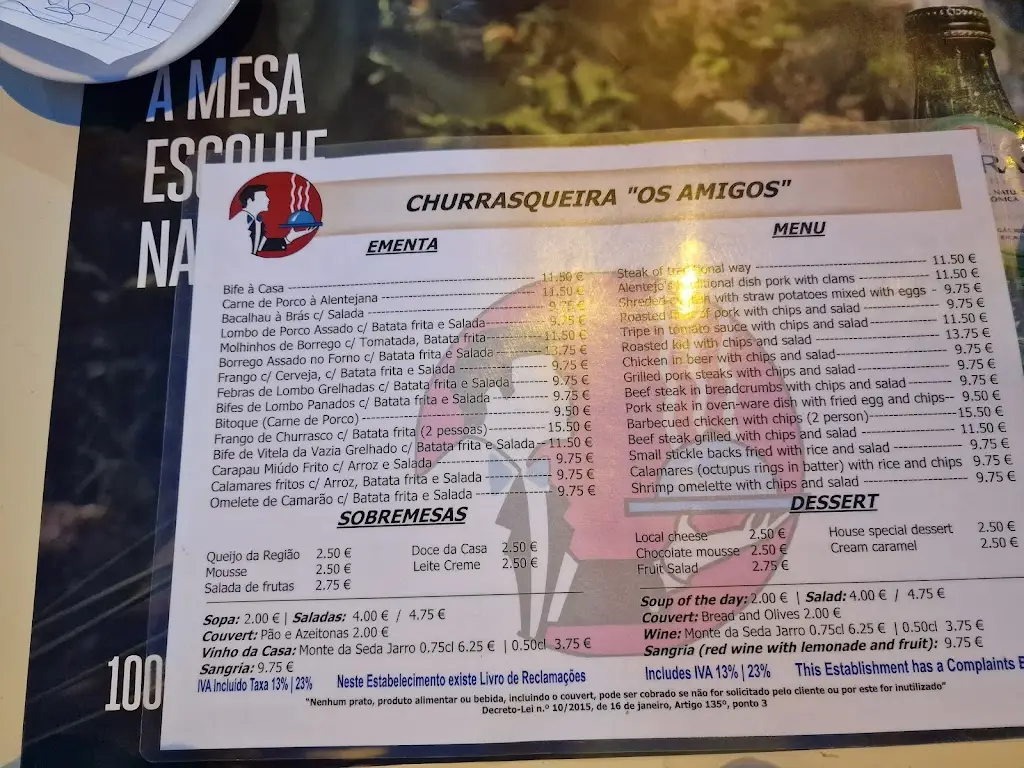 A MESA
ESCOLHE
NA
100
CHURRASQUEIRA "OS AMIGOS"
EMENTA
Bife à Casa 11.50 €
Carne de Porco à Alentejana 11.50 €
Bacalhau à Brás c/ Salada 9.75 €
Lombo de Porco Assado c/ Batata frita e Salada 9.75 €
Molhinhos de Borrego c/ Tomatada, Batata frita 11.50 €
Borrego Assado no Forno c/ Batata frita e Salada 13.75 €
Frango c/ Cerveja, c/ Batata frita e Salada 9.75 €
Febras de Lombo Grelhadas c/ Batata frita e Salada 9.75 €
Bifes de Lombo Panados c/ Batata frita e Salada 9.75 €
Bitoque (Carne de Porco) 9.50 €
Frango de Churrasco c/ Batata frita (2 pessoas) 15.50 €
Bife de Vitela da Vazia Grelhado c/ Batata frita e Salada 11.50 €
Carapau Miúdo Frito c/ Arroz e Salada 9.75 €
Calamares fritos c/ Arroz, Batata frita e Salada 9.75 €
Omelete de Camarão c/ Batata frita e Salada 9.75 €
SOBREMESAS
Queijo da Região 2.50 € Doce da Casa 2.50 €
Mousse 2.50 € Leite Creme 2.50 €
Salada de frutas 2.75 €
Sopa: 2.00 € | Saladas: 4.00 € / 4.75 €
Couvert: Pão e Azeitonas 2.00 €
Vinho da Casa: Monte da Seda Jarro 0.75cl 6.25 € | 0.50cl 3.75 €
Sangria: 9.75 €
IVA Incluído Taxa 13% | 23% Neste Estabelecimento existe Livro de Reclamações
MENU
Steak of traditional way 11.50 €
Alentejo's traditional dish pork with clams 11.50 €
Shreded with straw potatoes mixed with eggs - 9.75 €
Roasted of pork with chips and salad 9.75 €
Tripe in tomato sauce with chips and salad 11.50 €
Roasted kid with chips and salad 13.75 €
Chicken in beer with chips and salad 9.75 €
Grilled pork steaks with chips and salad 9.75 €
Beef steak in breadcrumbs with chips and salad 9.75 €
Pork steak in oven-ware dish with fried egg and chips-- 9.50 €
Barbecued chicken with chips (2 person) 15.50 €
Beef steak grilled with chips and salad 11.50 €
Small stickle backs fried with rice and salad 9.75 €
Calamares (octupus rings in batter) with rice and chips 9.75 €
Shrimp omelette with chips and salad 9.75 €
DESSERT
Local cheese 2.50 € House special dessert 2.50 €
Chocolate mousse 2.50 € Cream caramel 2.50 €
Fruit Salad 2.75 €
Soup of the day: 2.00 € | Salad: 4.00 € / 4.75 €
Couvert: Bread and Olives 2.00 €
Wine: Monte da Seda Jarro 0.75cl 6.25 € | 0.50cl 3.75 €
Sangria (red wine with lemonade and fruit): 9.75 €
Includes IVA 13% | 23% This Establishment has a Complaints
"Nenhum prato, produto alimentar ou bebida, incluindo o couvert, pode ser cobrado se não for solicitado pelo cliente ou por este for inutilizado"
Decreto-Lei n.º 10/2015, de 16 de janeiro, Artigo 135º, ponto 3